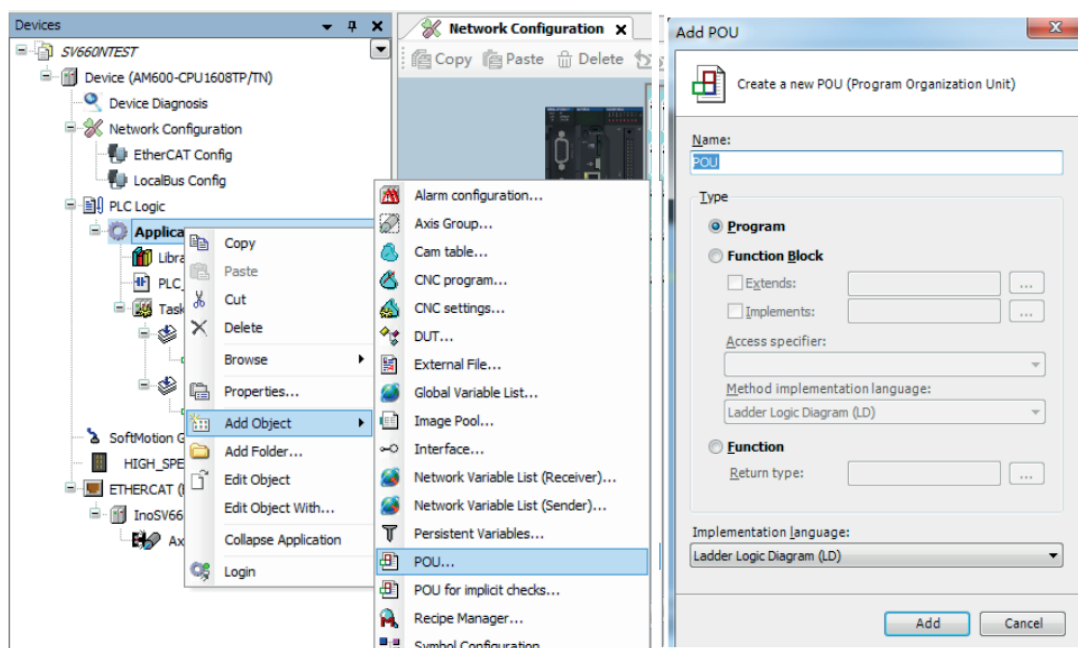 Devices
SV660NTEST
Device (AM600-CPU1608TP/TN)
Device Diagnosis
Network Configuration
EtherCAT Config
LocalBus Config
PLC Logic
Applica
Libra
PLC_
Task
SoftMotion G
HIGH_SPE
ETHERCAT (
InoSV66
Ax
Copy
Paste
Cut
Delete
Browse
Properties...
Add Object
Add Folder...
Edit Object
Edit Object With...
Collapse Application
Login
Network Configuration
Copy Paste Delete
Alarm configuration...
Axis Group...
Cam table...
CNC program...
CNC settings...
DUT...
External File...
Global Variable List...
Image Pool...
Interface...
Network Variable List (Receiver)...
Network Variable List (Sender)...
Persistent Variables...
POU...
POU for implicit checks...
Recipe Manager...
Symbol Configuration
Add POU
Create a new POU (Program Organization Unit)
Name:
POU
Type
Program
Function Block
Extends:
...
Implements:
...
Access specifier:
Method implementation language:
Ladder Logic Diagram (LD)
Function
Return type:
...
Implementation language:
Ladder Logic Diagram (LD)
Add Cancel